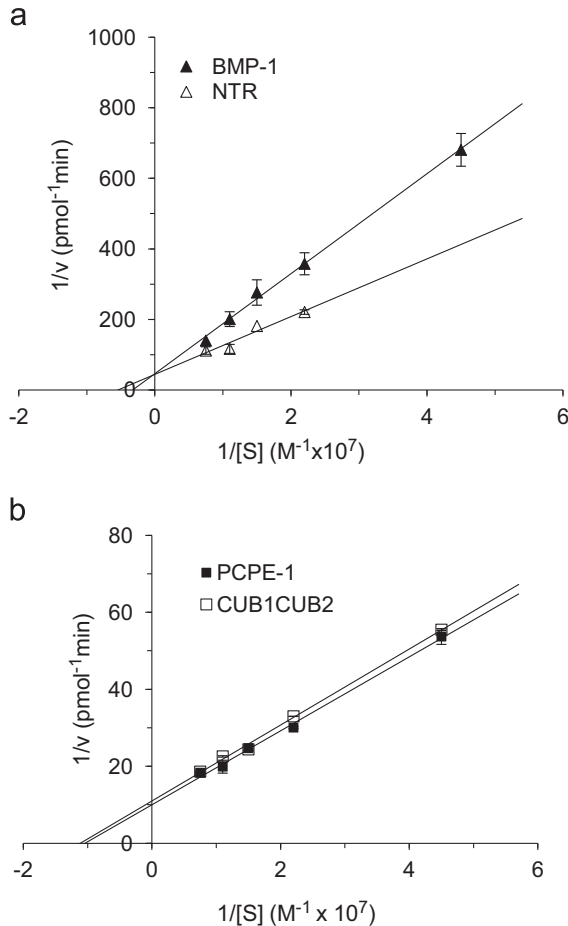 a
1000
▲ BMP-1
△ NTR
800
600
400
200
0
1/v (pmol⁻¹min)
-2 0 2 4 6
1/[S] (M⁻¹x10⁷)
b
80
■ PCPE-1
□ CUB1CUB2
60
40
20
0
1/v (pmol⁻¹min)
-2 0 2 4 6
1/[S] (M⁻¹ x 10⁷)